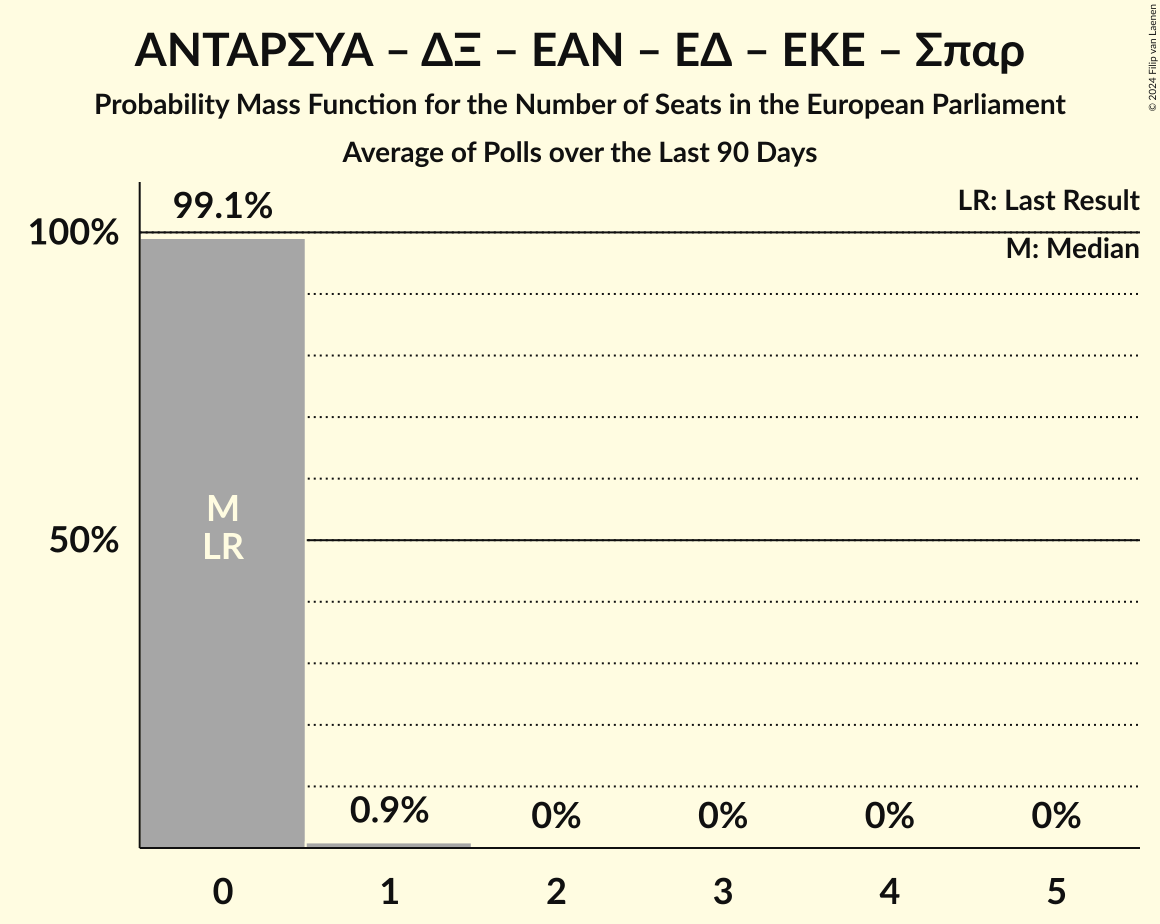 ΑΝΤΑΡΣΥΑ – ΔΞ – ΕΑΝ – ΕΔ – ΕΚΕ – Σπαρ
Probability Mass Function for the Number of Seats in the European Parliament
Average of Polls over the Last 90 Days
© 2024 Filip van Laenen
LR: Last Result
M: Median
99.1%
100%
M
LR
50%
0.9%
0%
0%
0%
0%
0
1
2
3
4
5